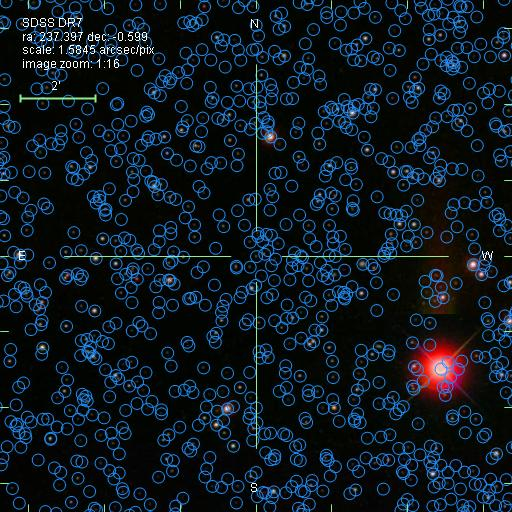 SDSS DR7
ra: 237.397 dec: -0.599
scale: 1.5845 arcsec/pix
image zoom: 1:16
2'
N
E
W
S